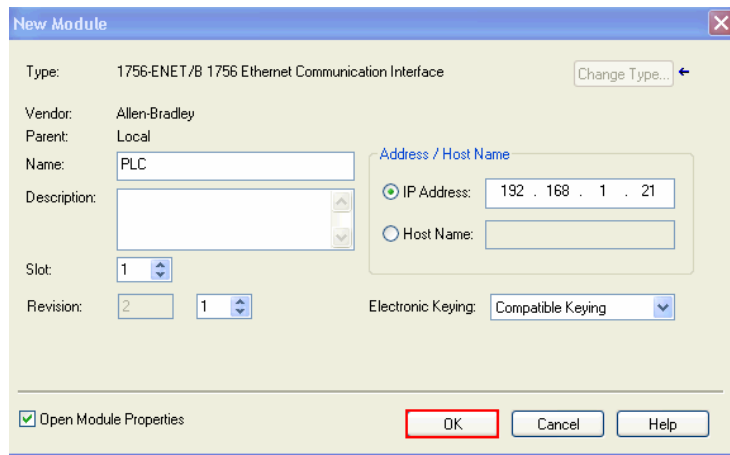 New Module
Type: 1756-ENET/B 1756 Ethernet Communication Interface
Change Type...
Vendor: Allen-Bradley
Parent: Local
Name: PLC
Address / Host Name
Description:
IP Address: 192 . 168 . 1 . 21
Host Name:
Slot: 1
Revision: 2 1
Electronic Keying: Compatible Keying
Open Module Properties
OK Cancel Help